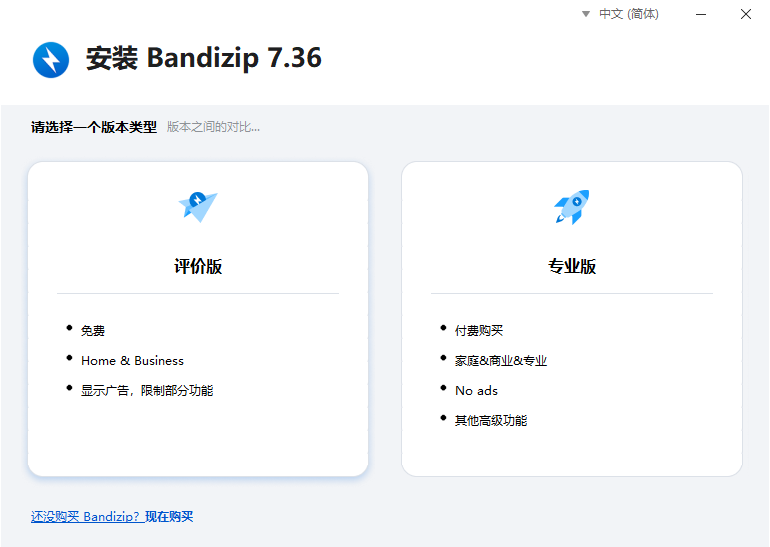 中文 (简体)
安装 Bandizip 7.36
请选择一个版本类型 版本之间的对比...
评价版
免费
Home & Business
显示广告，限制部分功能
专业版
付费购买
家庭&商业&专业
No ads
其他高级功能
还没购买 Bandizip? 现在购买